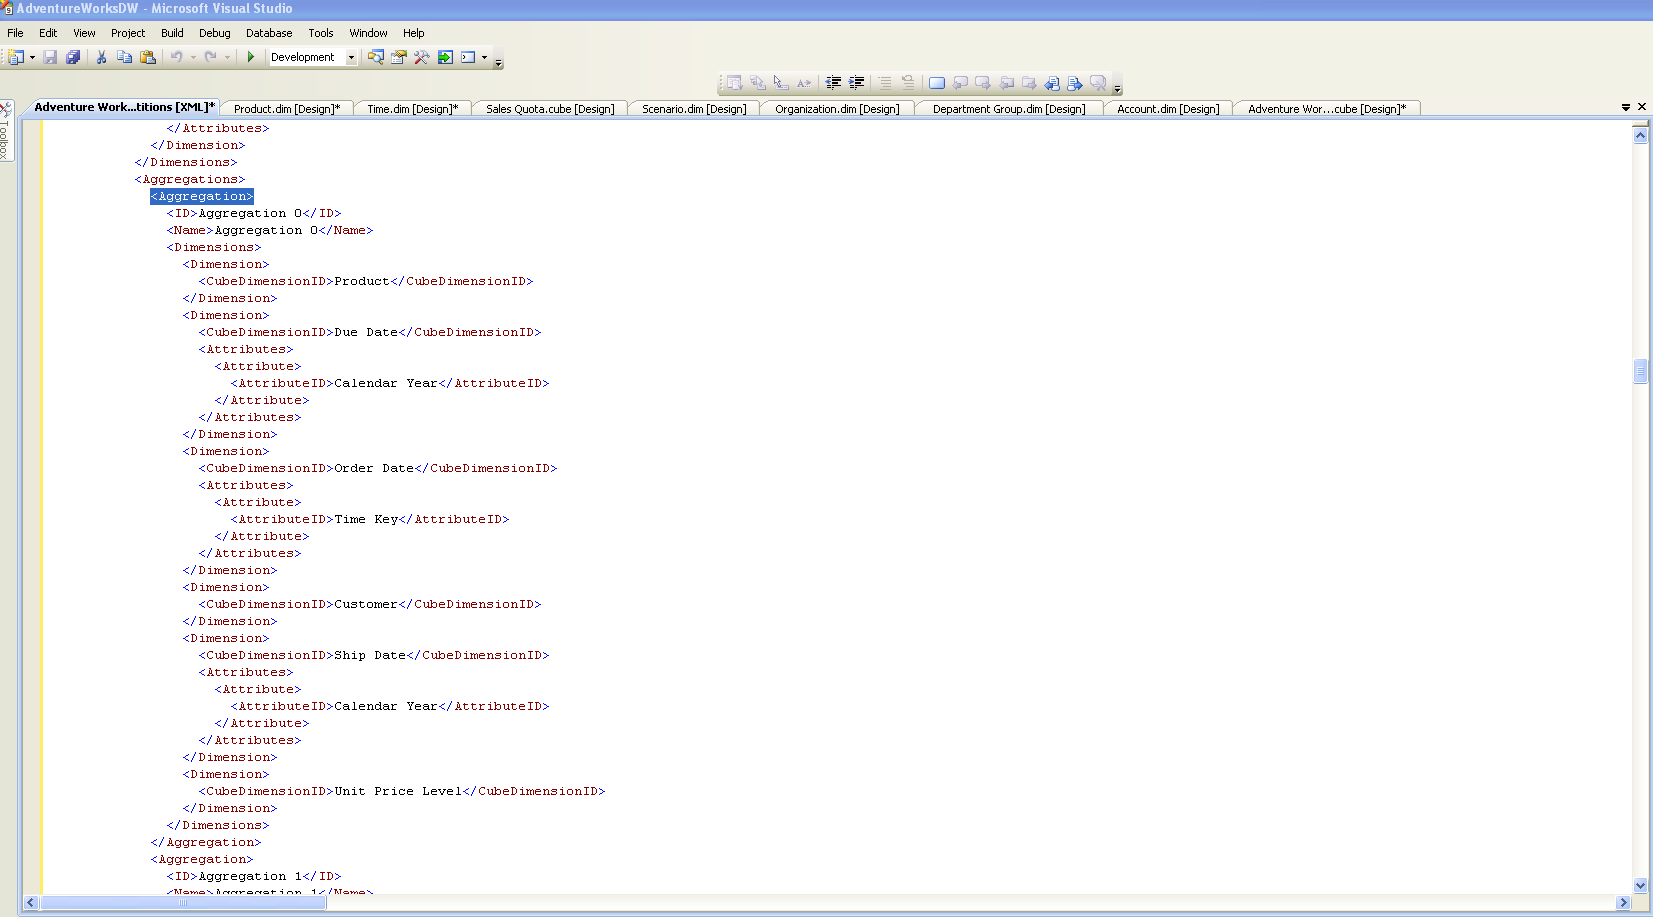 AdventureWorksDW - Microsoft Visual Studio
File Edit View Project Build Debug Database Tools Window Help
Development
Adventure Work...titions [XML]* Product.dim [Design]* Time.dim [Design]* Sales Quota.cube [Design] Scenario.dim [Design] Organization.dim [Design] Department Group.dim [Design] Account.dim [Design] Adventure Wor...cube [Design]*
Toolbox
</Attributes>
</Dimension>
</Dimensions>
<Aggregations>
<Aggregation>
<ID>Aggregation 0</ID>
<Name>Aggregation 0</Name>
<Dimensions>
<Dimension>
<CubeDimensionID>Product</CubeDimensionID>
</Dimension>
<Dimension>
<CubeDimensionID>Due Date</CubeDimensionID>
<Attributes>
<Attribute>
<AttributeID>Calendar Year</AttributeID>
</Attribute>
</Attributes>
</Dimension>
<Dimension>
<CubeDimensionID>Order Date</CubeDimensionID>
<Attributes>
<Attribute>
<AttributeID>Time Key</AttributeID>
</Attribute>
</Attributes>
</Dimension>
<Dimension>
<CubeDimensionID>Customer</CubeDimensionID>
</Dimension>
<Dimension>
<CubeDimensionID>Ship Date</CubeDimensionID>
<Attributes>
<Attribute>
<AttributeID>Calendar Year</AttributeID>
</Attribute>
</Attributes>
</Dimension>
<Dimension>
<CubeDimensionID>Unit Price Level</CubeDimensionID>
</Dimension>
</Dimensions>
</Aggregation>
<Aggregation>
<ID>Aggregation 1</ID>
<Name>Aggregation 1</Name>